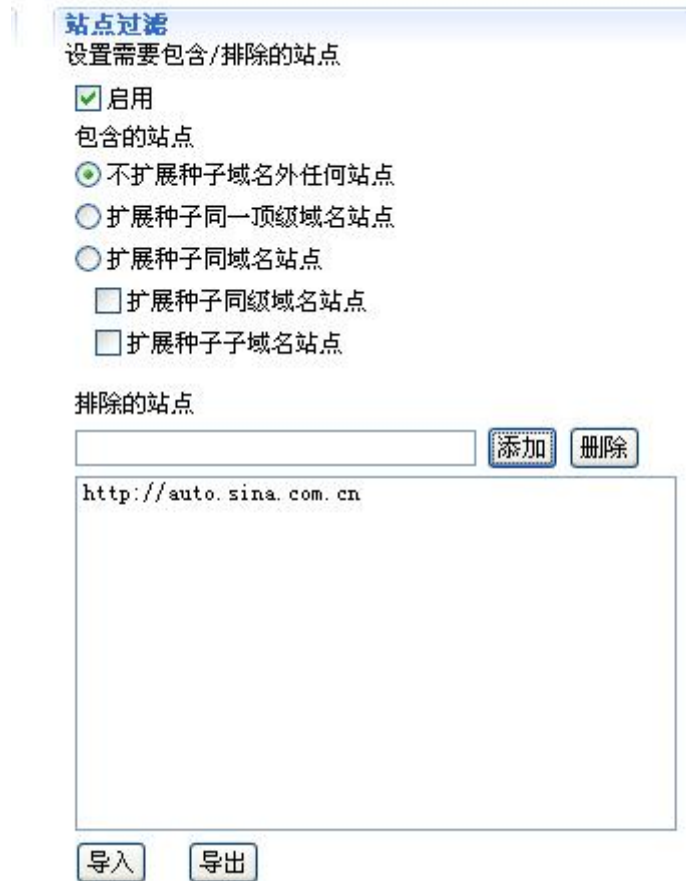 站点过滤
设置需要包含/排除的站点
启用
包含的站点
不扩展种子域名外任何站点
扩展种子同一顶级域名站点
扩展种子同域名站点
扩展种子同级域名站点
扩展种子子域名站点
排除的站点
添加 删除
http://auto.sina.com.cn
导入 导出